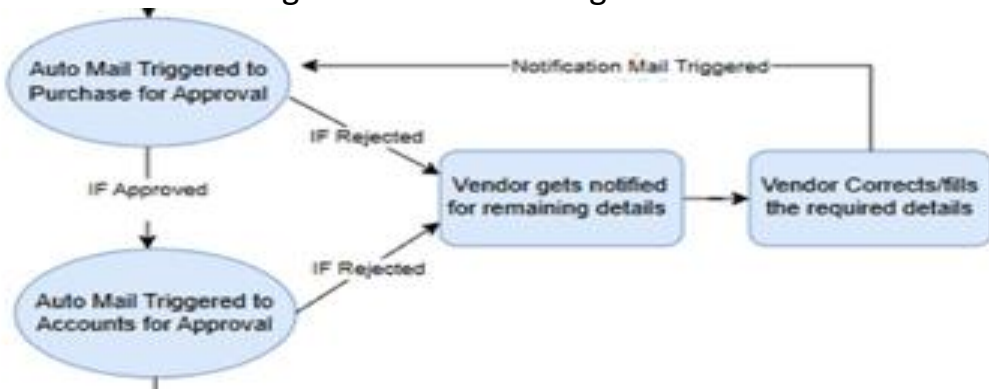 Auto Mail Triggered to
Purchase for Approval
Notification Mail Triggered
IF Rejected
IF Approved
Vendor gets notified
for remaining details
Vendor Corrects/fills
the required details
IF Rejected
Auto Mail Triggered to
Accounts for Approval